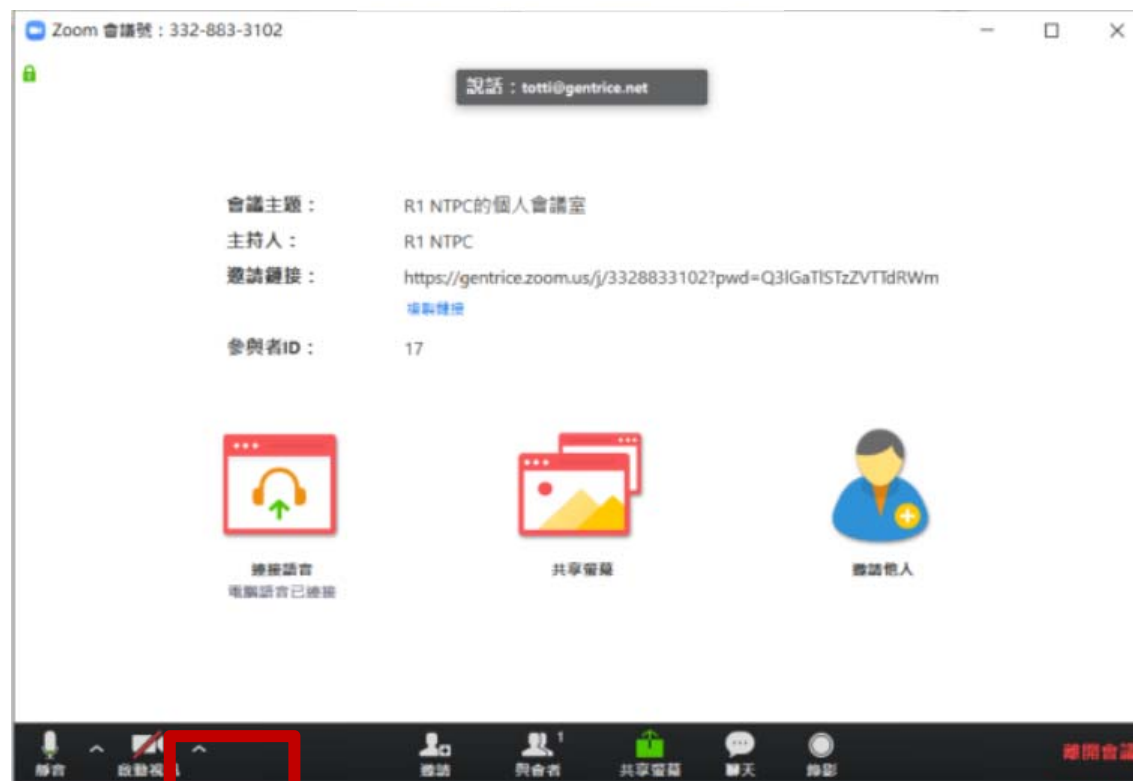 Zoom 會議號：332-883-3102
說話：totti@gentrice.net
會議主題： R1 NTPC的個人會議室
主持人： R1 NTPC
邀請鏈接： https://gentrice.zoom.us/j/3328833102?pwd=Q3lGaTlSTzZVTTdRWm
複製鏈接
參與者ID： 17
連接語音 共享螢幕 邀請他人
電腦語音已連接
靜音 啟動視訊 邀請 與會者 1 共享螢幕 聊天 錄影 離開會議